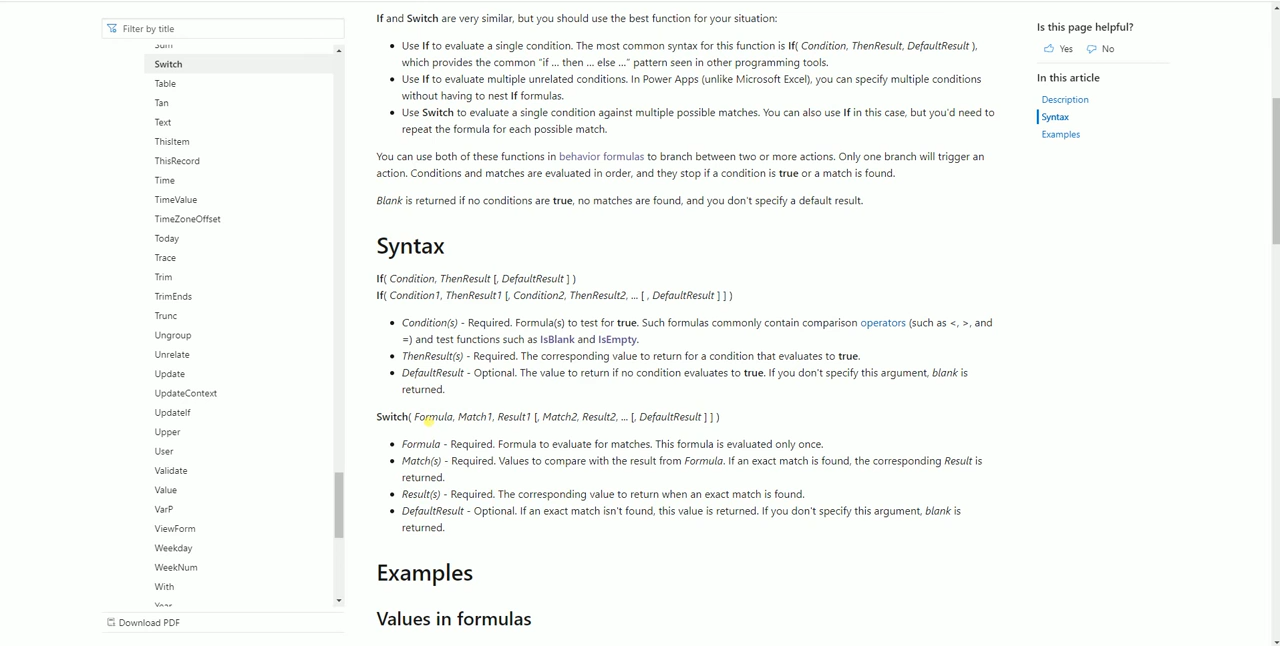 Filter by title
Sum
Switch
Table
Tan
Text
ThisItem
ThisRecord
Time
TimeValue
TimeZoneOffset
Today
Trace
Trim
TrimEnds
Trunc
Ungroup
Unrelate
Update
UpdateContext
UpdateIf
Upper
User
Validate
Value
VarP
ViewForm
Weekday
WeekNum
With
Year
Download PDF
If and Switch are very similar, but you should use the best function for your situation:
• Use If to evaluate a single condition. The most common syntax for this function is If( Condition, ThenResult, DefaultResult ),
which provides the common "if … then … else …" pattern seen in other programming tools.
• Use If to evaluate multiple unrelated conditions. In Power Apps (unlike Microsoft Excel), you can specify multiple conditions
without having to nest If formulas.
• Use Switch to evaluate a single condition against multiple possible matches. You can also use If in this case, but you'd need to
repeat the formula for each possible match.
You can use both of these functions in behavior formulas to branch between two or more actions. Only one branch will trigger an
action. Conditions and matches are evaluated in order, and they stop if a condition is true or a match is found.
Blank is returned if no conditions are true, no matches are found, and you don't specify a default result.
Syntax
If( Condition, ThenResult [, DefaultResult ] )
If( Condition1, ThenResult1 [, Condition2, ThenResult2, ... [ , DefaultResult ] ] )
• Condition(s) - Required. Formula(s) to test for true. Such formulas commonly contain comparison operators (such as <, >, and
=) and test functions such as IsBlank and IsEmpty.
• ThenResult(s) - Required. The corresponding value to return for a condition that evaluates to true.
• DefaultResult - Optional. The value to return if no condition evaluates to true. If you don't specify this argument, blank is
returned.
Switch( Formula, Match1, Result1 [, Match2, Result2, ... [, DefaultResult ] ] )
• Formula - Required. Formula to evaluate for matches. This formula is evaluated only once.
• Match(s) - Required. Values to compare with the result from Formula. If an exact match is found, the corresponding Result is
returned.
• Result(s) - Required. The corresponding value to return when an exact match is found.
• DefaultResult - Optional. If an exact match isn't found, this value is returned. If you don't specify this argument, blank is
returned.
Examples
Values in formulas
Is this page helpful?
Yes No
In this article
Description
Syntax
Examples